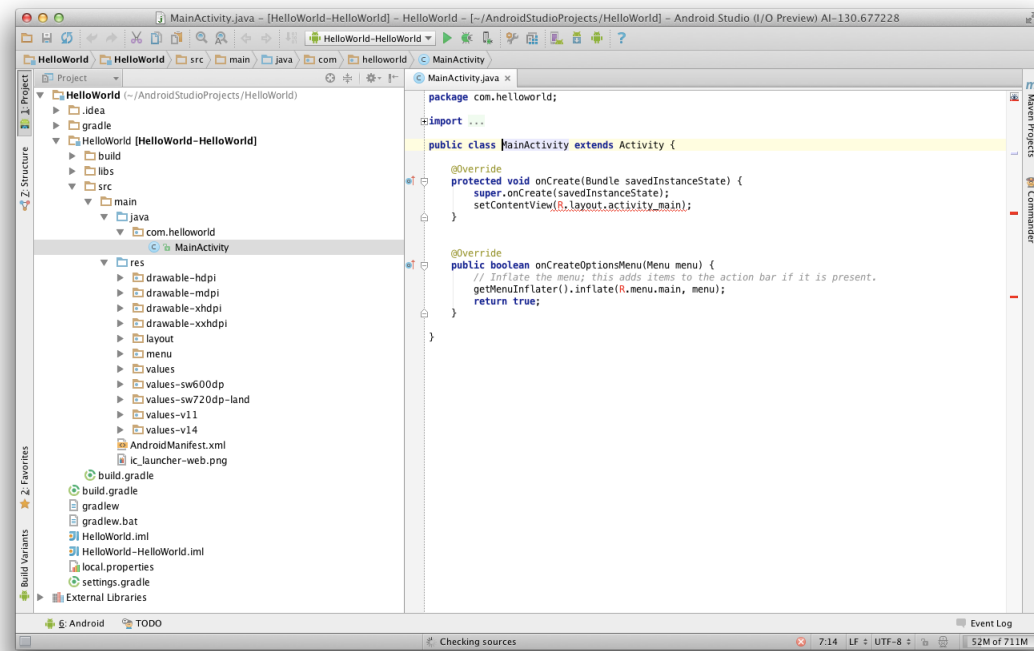 MainActivity.java – [HelloWorld-HelloWorld] – HelloWorld – [~/AndroidStudioProjects/HelloWorld] – Android Studio (I/O Preview) AI-130.677228
HelloWorld-HelloWorld
HelloWorld HelloWorld src main java com helloworld MainActivity
Project
MainActivity.java
1: Project
Z: Structure
2: Favorites
Build Variants
HelloWorld (~/AndroidStudioProjects/HelloWorld)
.idea
gradle
HelloWorld [HelloWorld-HelloWorld]
build
libs
src
main
java
com.helloworld
MainActivity
res
drawable-hdpi
drawable-mdpi
drawable-xhdpi
drawable-xxhdpi
layout
menu
values
values-sw600dp
values-sw720dp-land
values-v11
values-v14
AndroidManifest.xml
ic_launcher-web.png
build.gradle
build.gradle
gradlew
gradlew.bat
HelloWorld.iml
HelloWorld-HelloWorld.iml
local.properties
settings.gradle
External Libraries
package com.helloworld;
import ...
public class MainActivity extends Activity {
@Override
protected void onCreate(Bundle savedInstanceState) {
super.onCreate(savedInstanceState);
setContentView(R.layout.activity_main);
}
@Override
public boolean onCreateOptionsMenu(Menu menu) {
// Inflate the menu; this adds items to the action bar if it is present.
getMenuInflater().inflate(R.menu.main, menu);
return true;
}
}
Maven Projects
Commander
6: Android TODO Event Log
Checking sources 7:14 LF UTF-8 52M of 711M